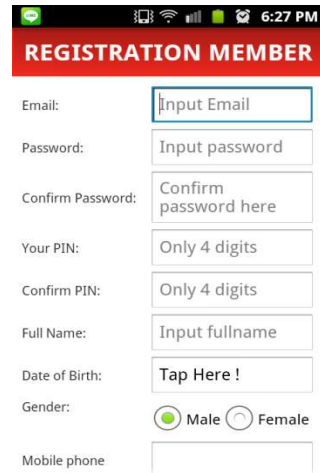 6:27 PM
REGISTRATION MEMBER
Email: Input Email
Password: Input password
Confirm Password: Confirm password here
Your PIN: Only 4 digits
Confirm PIN: Only 4 digits
Full Name: Input fullname
Date of Birth: Tap Here !
Gender: Male Female
Mobile phone